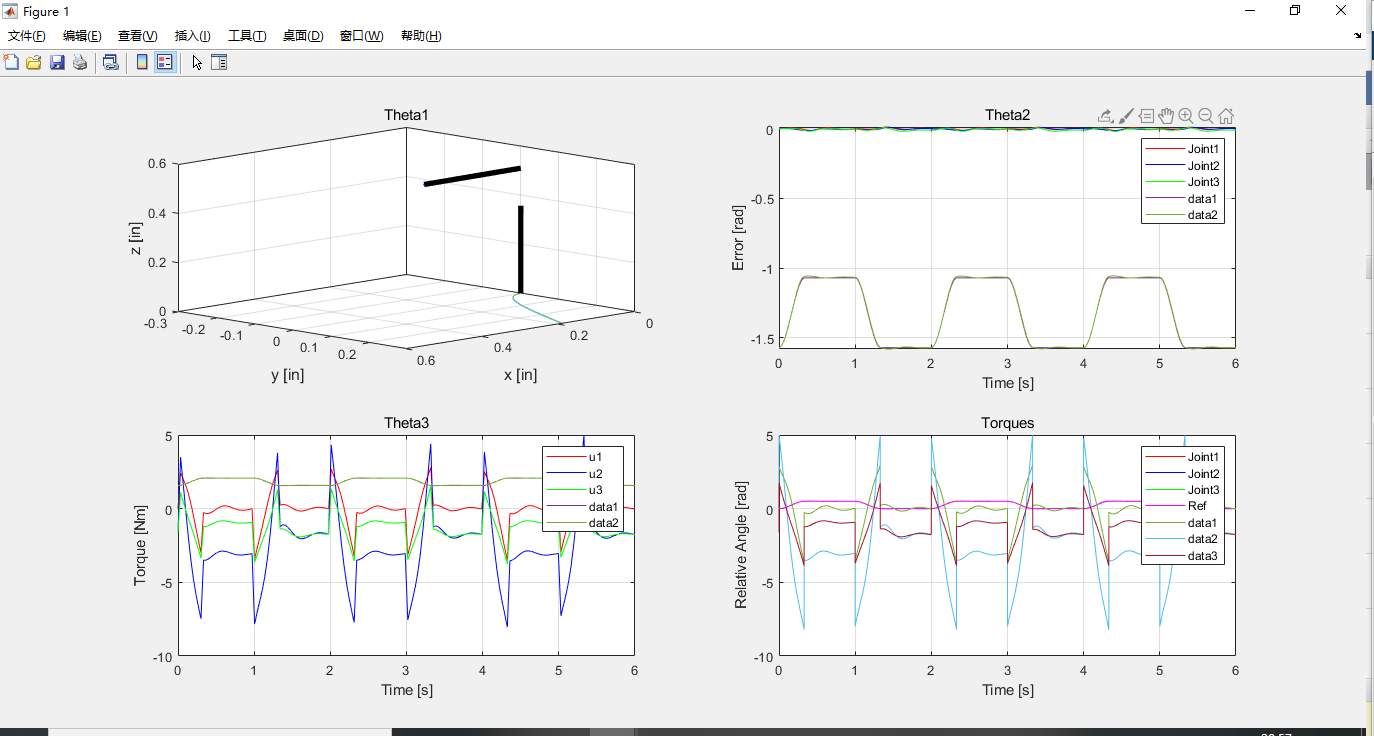 Figure 1
文件(F) 编辑(E) 查看(V) 插入(I) 工具(T) 桌面(D) 窗口(W) 帮助(H)
Theta1
0.6
0.4
0.2
0
z [in]
-0.3
-0.2
-0.1
0
0.1
0.2
y [in]
0.6
0.4
0.2
0
x [in]
Theta2
0
-0.5
-1
-1.5
Error [rad]
Joint1
Joint2
Joint3
data1
data2
0 1 2 3 4 5 6
Time [s]
Theta3
5
0
-5
-10
Torque [Nm]
u1
u2
u3
data1
data2
0 1 2 3 4 5 6
Time [s]
Torques
5
0
-5
-10
Relative Angle [rad]
Joint1
Joint2
Joint3
Ref
data1
data2
data3
0 1 2 3 4 5 6
Time [s]